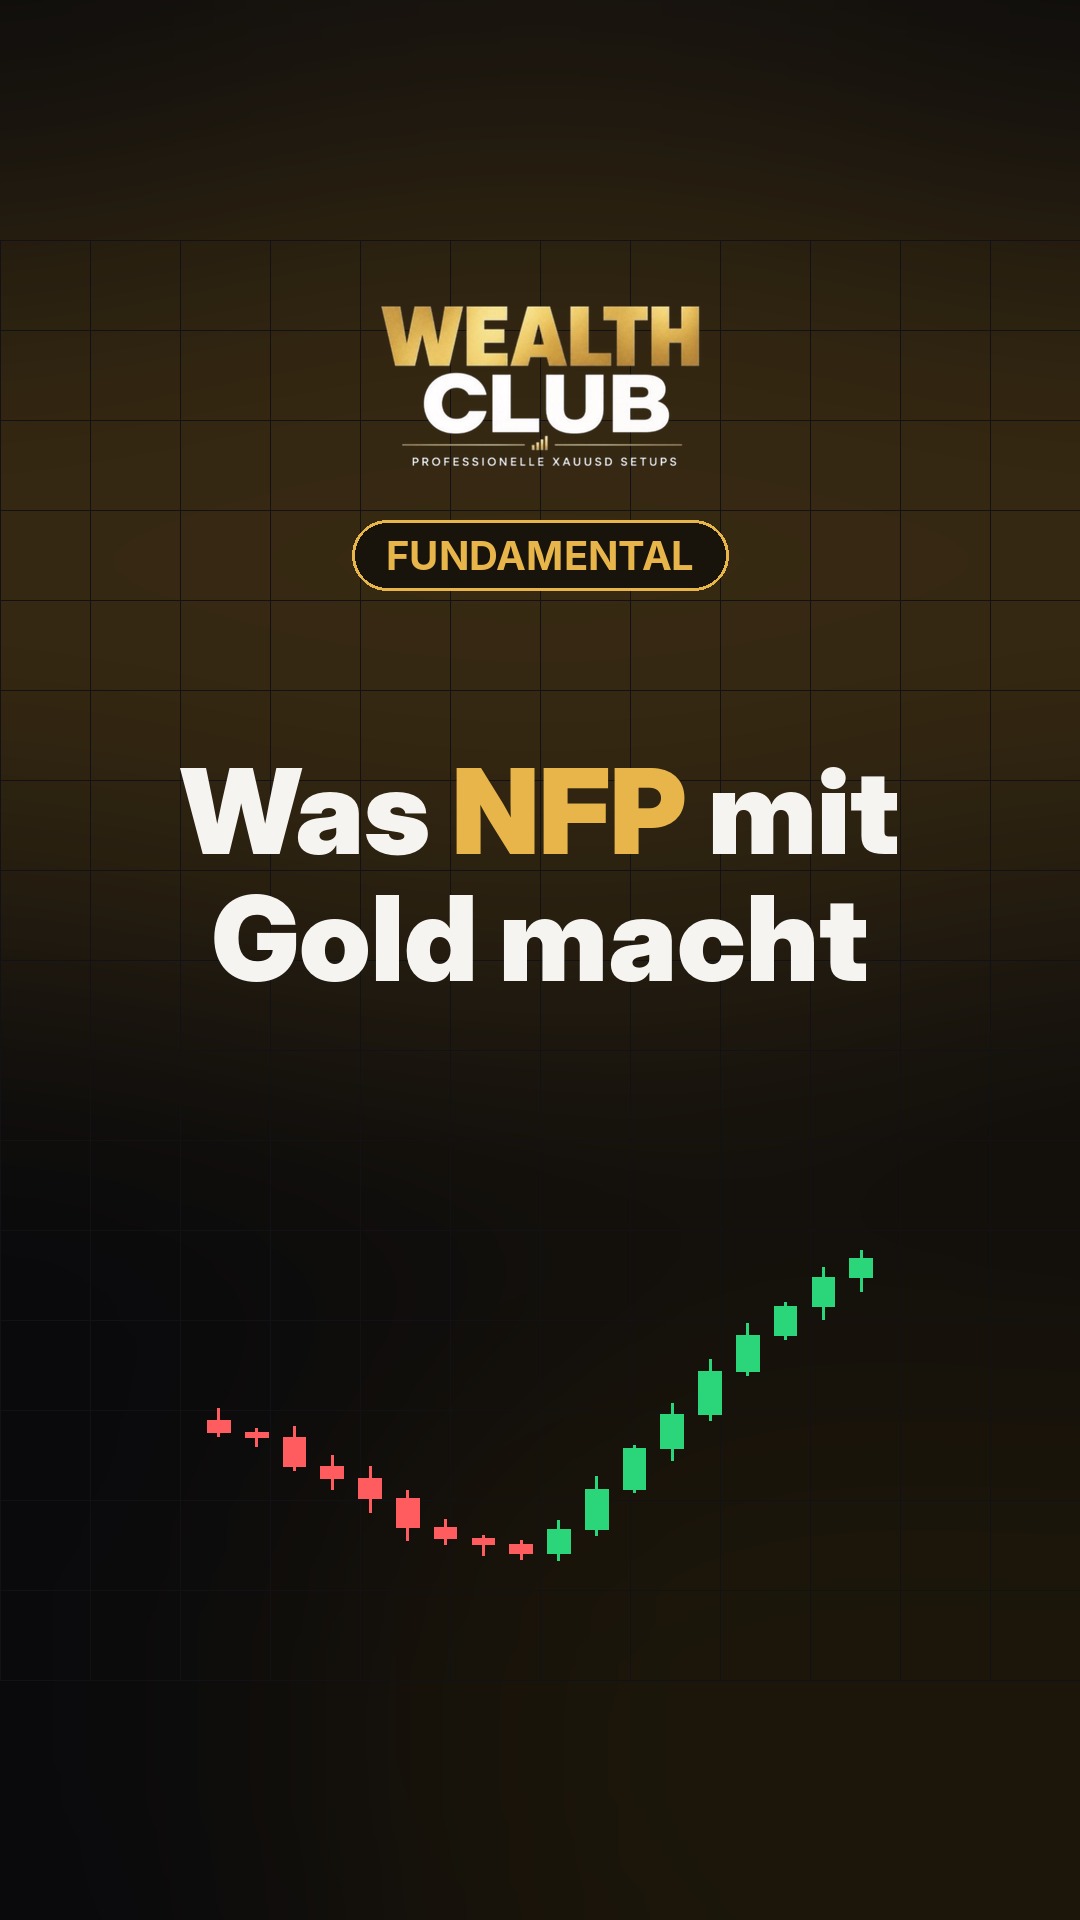 WEALTH
CLUB
PROFESSIONELLE XAUUSD SETUPS
FUNDAMENTAL
Was NFP mit
Gold macht